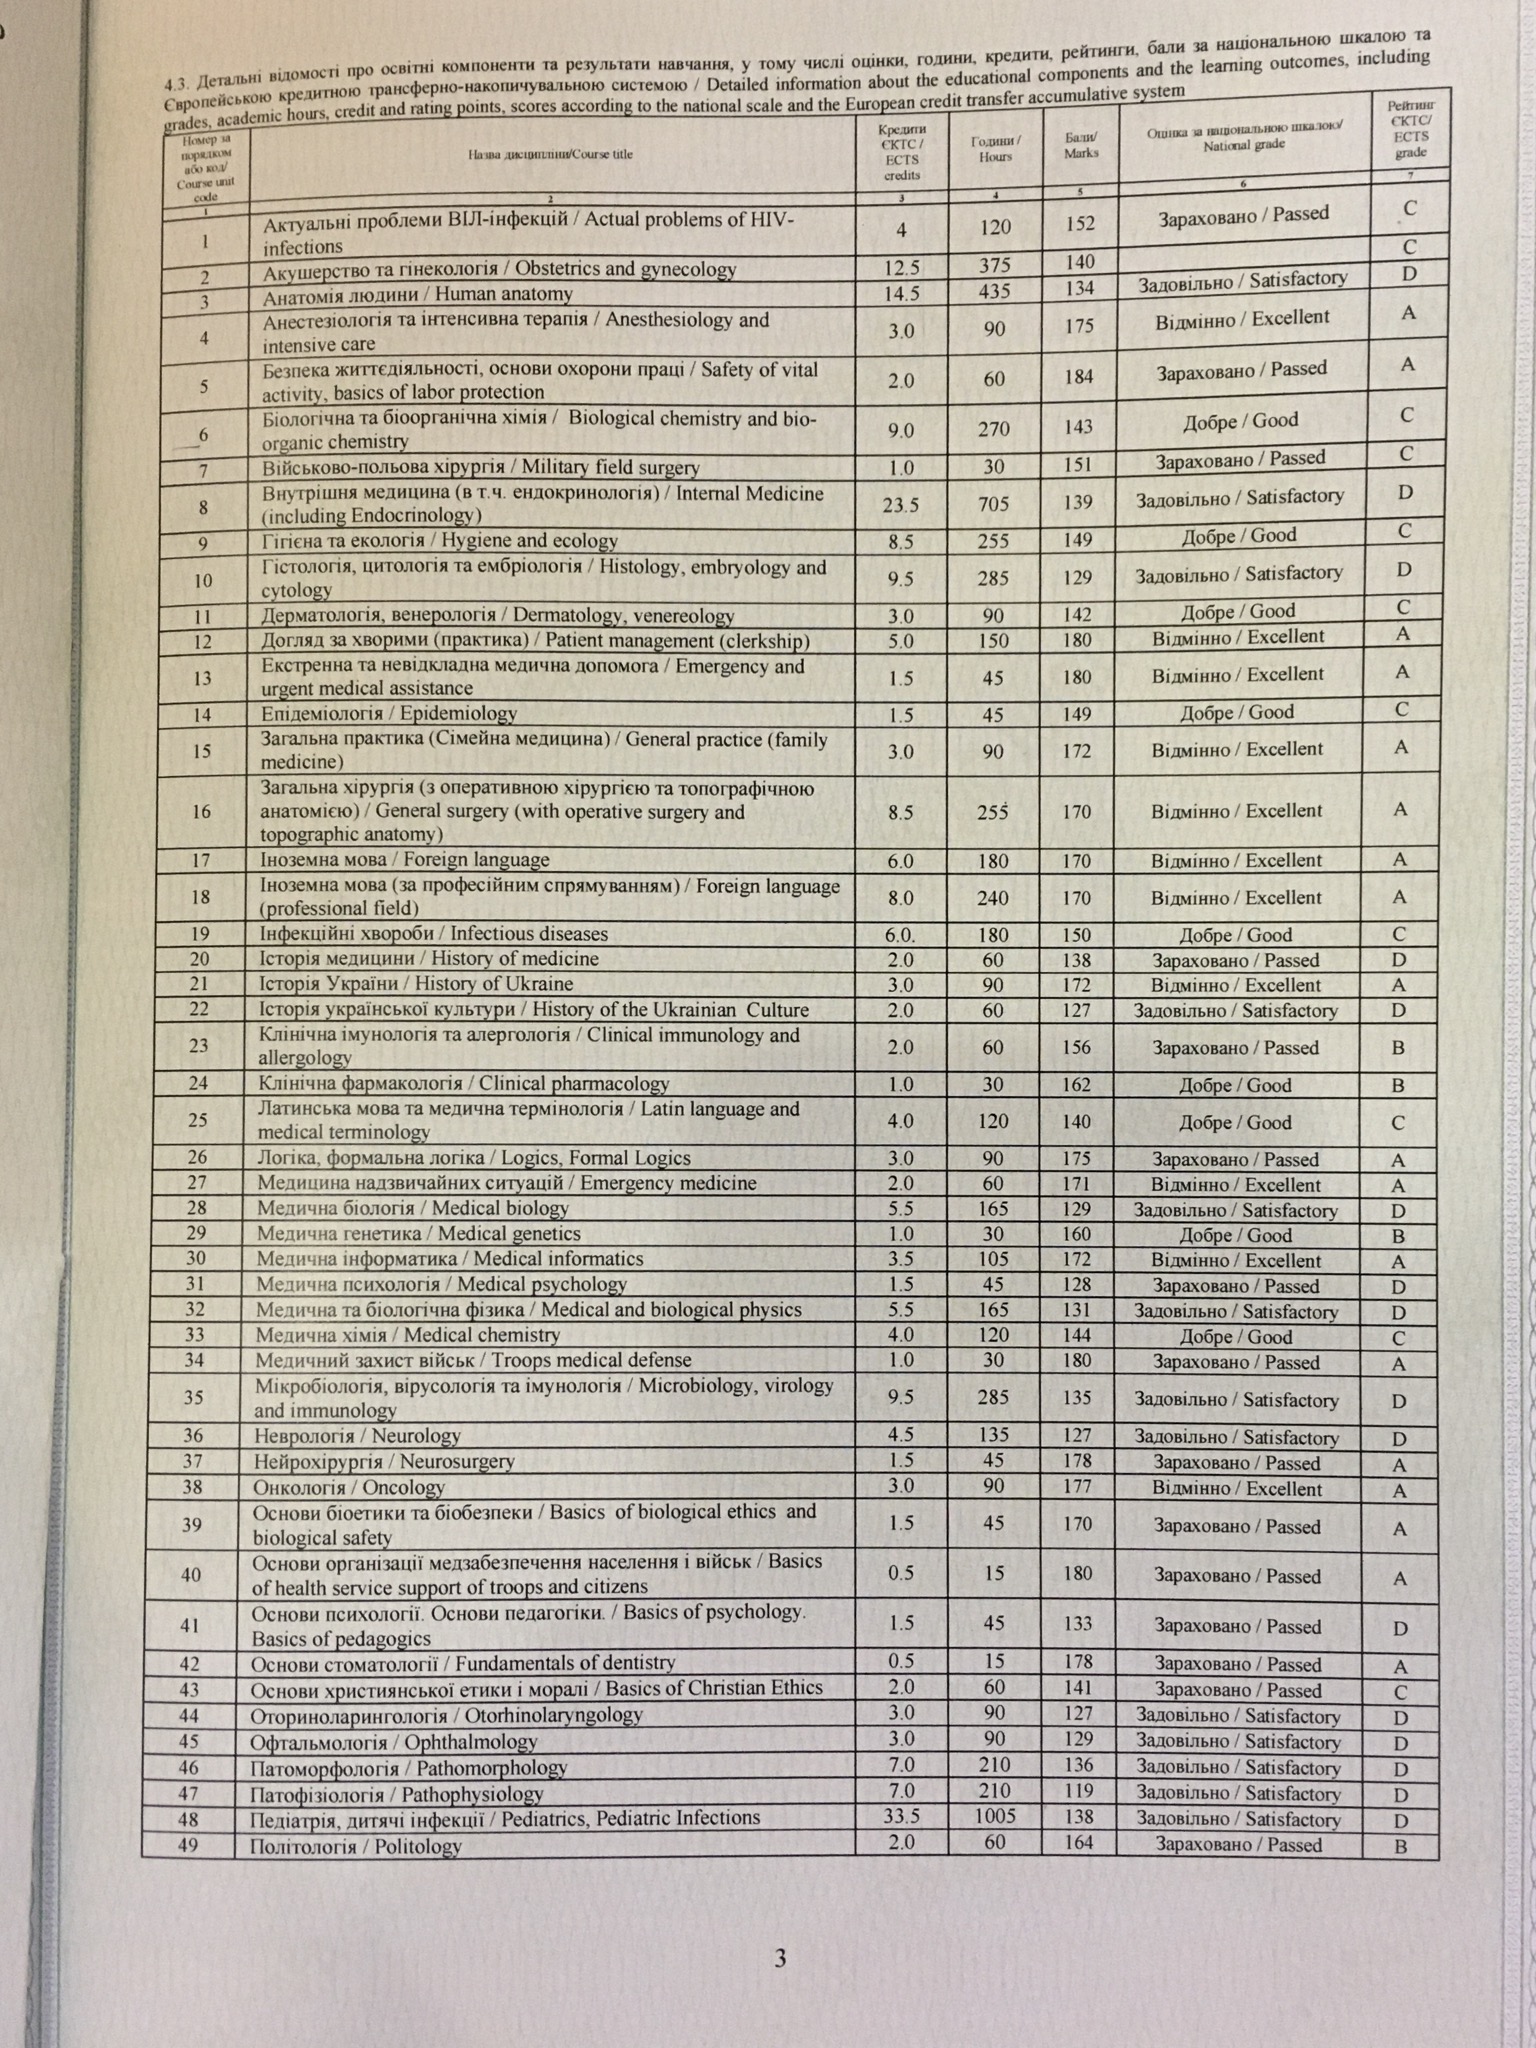 4.3. Детальні відомості про освітні компоненти та результати навчання, у тому числі оцінки, години, кредити, рейтинги, бали за національною шкалою та
Європейською кредитною трансферно-накопичувальною системою / Detailed information about the educational components and the learning outcomes, including
grades, academic hours, credit and rating points, scores according to the national scale and the European credit transfer accumulative system
Номер за порядком або код/ Course unit code Назва дисципліни/Course title Кредити ЄКТС / ECTS credits Години / Hours Бали/ Marks Оцінка за національною шкалою/ National grade Рейтинг ЄКТС/ ECTS grade
1 2 3 4 5 6 7
1 Актуальні проблеми ВІЛ-інфекцій / Actual problems of HIV-
infections 4 120 152 Зараховано / Passed C
2 Акушерство та гінекологія / Obstetrics and gynecology 12.5 375 140 C
3 Анатомія людини / Human anatomy 14.5 435 134 Задовільно / Satisfactory D
4 Анестезіологія та інтенсивна терапія / Anesthesiology and
intensive care 3.0 90 175 Відмінно / Excellent A
5 Безпека життєдіяльності, основи охорони праці / Safety of vital
activity, basics of labor protection 2.0 60 184 Зараховано / Passed A
6 Біологічна та біоорганічна хімія / Biological chemistry and bio-
organic chemistry 9.0 270 143 Добре / Good C
7 Військово-польова хірургія / Military field surgery 1.0 30 151 Зараховано / Passed C
8 Внутрішня медицина (в т.ч. ендокринологія) / Internal Medicine
(including Endocrinology) 23.5 705 139 Задовільно / Satisfactory D
9 Гігієна та екологія / Hygiene and ecology 8.5 255 149 Добре / Good C
10 Гістологія, цитологія та ембріологія / Histology, embryology and
cytology 9.5 285 129 Задовільно / Satisfactory D
11 Дерматологія, венерологія / Dermatology, venereology 3.0 90 142 Добре / Good C
12 Догляд за хворими (практика) / Patient management (clerkship) 5.0 150 180 Відмінно / Excellent A
13 Екстренна та невідкладна медична допомога / Emergency and
urgent medical assistance 1.5 45 180 Відмінно / Excellent A
14 Епідеміологія / Epidemiology 1.5 45 149 Добре / Good C
15 Загальна практика (Сімейна медицина) / General practice (family
medicine) 3.0 90 172 Відмінно / Excellent A
16 Загальна хірургія (з оперативною хірургією та топографічною
анатомією) / General surgery (with operative surgery and
topographic anatomy) 8.5 255 170 Відмінно / Excellent A
17 Іноземна мова / Foreign language 6.0 180 170 Відмінно / Excellent A
18 Іноземна мова (за професійним спрямуванням) / Foreign language
(professional field) 8.0 240 170 Відмінно / Excellent A
19 Інфекційні хвороби / Infectious diseases 6.0. 180 150 Добре / Good C
20 Історія медицини / History of medicine 2.0 60 138 Зараховано / Passed D
21 Історія України / History of Ukraine 3.0 90 172 Відмінно / Excellent A
22 Історія української культури / History of the Ukrainian Culture 2.0 60 127 Задовільно / Satisfactory D
23 Клінічна імунологія та алергологія / Clinical immunology and
allergology 2.0 60 156 Зараховано / Passed B
24 Клінічна фармакологія / Clinical pharmacology 1.0 30 162 Добре / Good B
25 Латинська мова та медична термінологія / Latin language and
medical terminology 4.0 120 140 Добре / Good C
26 Логіка, формальна логіка / Logics, Formal Logics 3.0 90 175 Зараховано / Passed A
27 Медицина надзвичайних ситуацій / Emergency medicine 2.0 60 171 Відмінно / Excellent A
28 Медична біологія / Medical biology 5.5 165 129 Задовільно / Satisfactory D
29 Медична генетика / Medical genetics 1.0 30 160 Добре / Good B
30 Медична інформатика / Medical informatics 3.5 105 172 Відмінно / Excellent A
31 Медична психологія / Medical psychology 1.5 45 128 Зараховано / Passed D
32 Медична та біологічна фізика / Medical and biological physics 5.5 165 131 Задовільно / Satisfactory D
33 Медична хімія / Medical chemistry 4.0 120 144 Добре / Good C
34 Медичний захист військ / Troops medical defense 1.0 30 180 Зараховано / Passed A
35 Мікробіологія, вірусологія та імунологія / Microbiology, virology
and immunology 9.5 285 135 Задовільно / Satisfactory D
36 Неврологія / Neurology 4.5 135 127 Задовільно / Satisfactory D
37 Нейрохірургія / Neurosurgery 1.5 45 178 Зараховано / Passed A
38 Онкологія / Oncology 3.0 90 177 Відмінно / Excellent A
39 Основи біоетики та біобезпеки / Basics of biological ethics and
biological safety 1.5 45 170 Зараховано / Passed A
40 Основи організації медзабезпечення населення і військ / Basics
of health service support of troops and citizens 0.5 15 180 Зараховано / Passed A
41 Основи психології. Основи педагогіки. / Basics of psychology.
Basics of pedagogics 1.5 45 133 Зараховано / Passed D
42 Основи стоматології / Fundamentals of dentistry 0.5 15 178 Зараховано / Passed A
43 Основи християнської етики і моралі / Basics of Christian Ethics 2.0 60 141 Зараховано / Passed C
44 Оториноларингологія / Otorhinolaryngology 3.0 90 127 Задовільно / Satisfactory D
45 Офтальмологія / Ophthalmology 3.0 90 129 Задовільно / Satisfactory D
46 Патоморфологія / Pathomorphology 7.0 210 136 Задовільно / Satisfactory D
47 Патофізіологія / Pathophysiology 7.0 210 119 Задовільно / Satisfactory D
48 Педіатрія, дитячі інфекції / Pediatrics, Pediatric Infections 33.5 1005 138 Задовільно / Satisfactory D
49 Політологія / Politology 2.0 60 164 Зараховано / Passed B
3